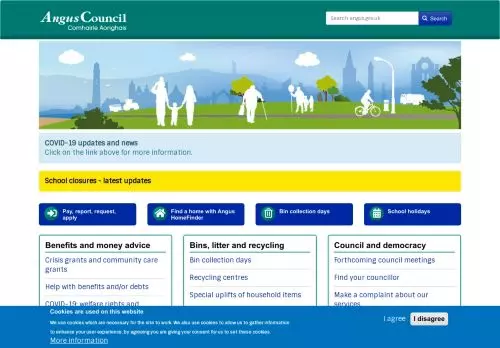 Angus Council
Comhairle Aonghais
Search angus.gov.uk
Search
COVID-19 updates and news
Click on the link above for more information.
School closures - latest updates
Pay, report, request,
apply
Find a home with Angus
HomeFinder
Bin collection days
School holidays
Benefits and money advice
Crisis grants and community care
grants
Help with benefits and/or debts
COVID-19: welfare rights and
Bins, litter and recycling
Bin collection days
Recycling centres
Special uplifts of household items
Council and democracy
Forthcoming council meetings
Find your councillor
Make a complaint about our
services
Cookies are used on this website
We use cookies which are necessary for the site to work. We also use cookies to allow us to gather information
to enhance your user experience, by agreeing you are giving your consent for us to set these cookies.
More information
I agree
I disagree